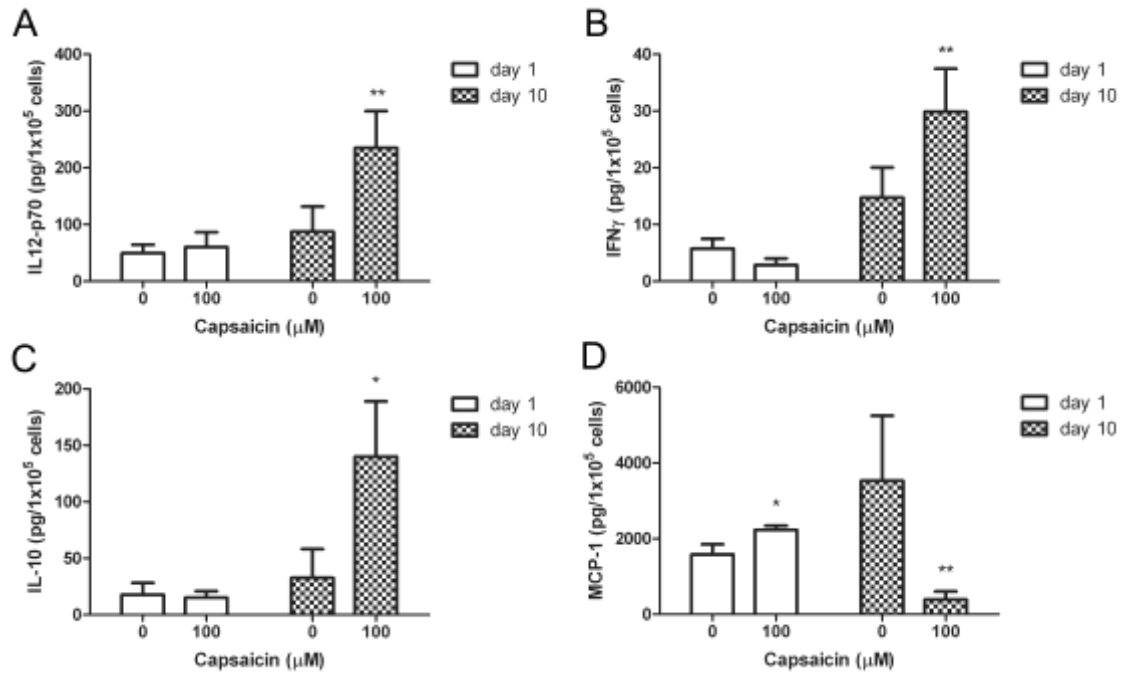 A
IL12-p70 (pg/1x10⁵ cells)
400
300
200
100
0
**
0 100 0 100
Capsaicin (μM)
day 1
day 10
B
IFNγ (pg/1x10⁵ cells)
40
30
20
10
0
**
0 100 0 100
Capsaicin (μM)
day 1
day 10
C
IL-10 (pg/1x10⁵ cells)
200
150
100
50
0
*
0 100 0 100
Capsaicin (μM)
day 1
day 10
D
MCP-1 (pg/1x10⁵ cells)
6000
4000
2000
0
*
**
0 100 0 100
Capsaicin (μM)
day 1
day 10